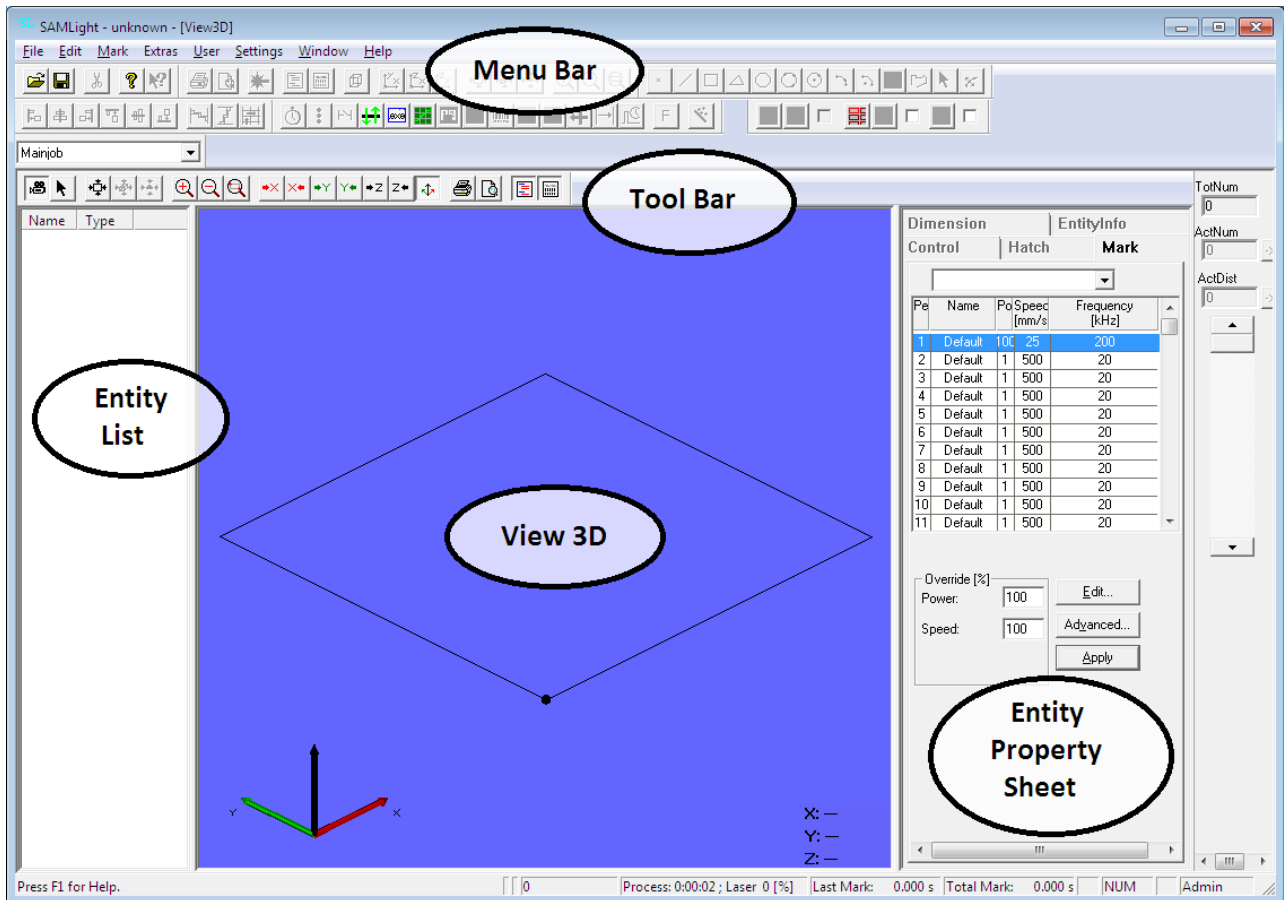 SAMLight - unknown - [View3D]
File Edit Mark Extras User Settings Window Help
Menu Bar
F
Mainjob
Tool Bar
Name Type
Entity
List
View 3D
Y
X
X: —
Y: —
Z: —
Dimension EntityInfo
Control Hatch Mark
Pe Name Po Speed Frequency
[mm/s [kHz]
1 Default 100 25 200
2 Default 1 500 20
3 Default 1 500 20
4 Default 1 500 20
5 Default 1 500 20
6 Default 1 500 20
7 Default 1 500 20
8 Default 1 500 20
9 Default 1 500 20
10 Default 1 500 20
11 Default 1 500 20
Override [%]
Power: 100
Speed: 100
Edit...
Advanced...
Apply
Entity
Property
Sheet
TotNum
0
ActNum
0
ActDist
0
Press F1 for Help.
0
Process: 0:00:02 ; Laser 0 [%]
Last Mark: 0.000 s
Total Mark: 0.000 s
NUM
Admin